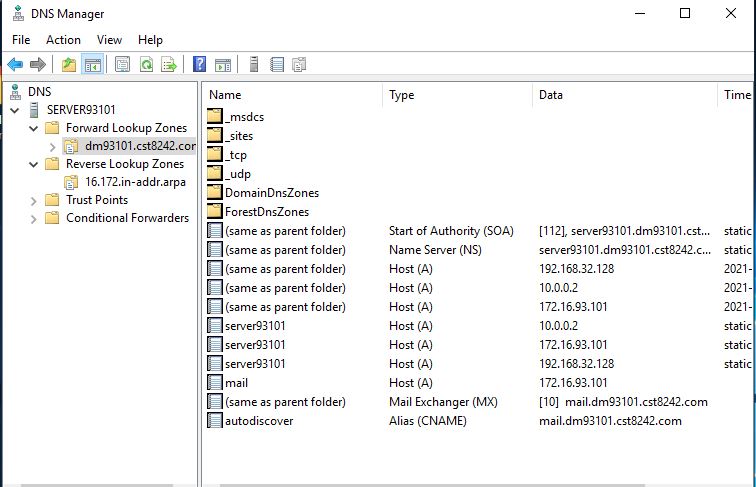 DNS Manager
File Action View Help
DNS
SERVER93101
Forward Lookup Zones
dm93101.cst8242.cor
Reverse Lookup Zones
16.172.in-addr.arpa
Trust Points
Conditional Forwarders
Name Type Data Time
_msdcs
_sites
_tcp
_udp
DomainDnsZones
ForestDnsZones
(same as parent folder) Start of Authority (SOA) [112], server93101.dm93101.cst... static
(same as parent folder) Name Server (NS) server93101.dm93101.cst8242.c... static
(same as parent folder) Host (A) 192.168.32.128 2021-
(same as parent folder) Host (A) 10.0.0.2 2021-
(same as parent folder) Host (A) 172.16.93.101 2021-
server93101 Host (A) 10.0.0.2 static
server93101 Host (A) 172.16.93.101 static
server93101 Host (A) 192.168.32.128 static
mail Host (A) 172.16.93.101
(same as parent folder) Mail Exchanger (MX) [10] mail.dm93101.cst8242.com
autodiscover Alias (CNAME) mail.dm93101.cst8242.com